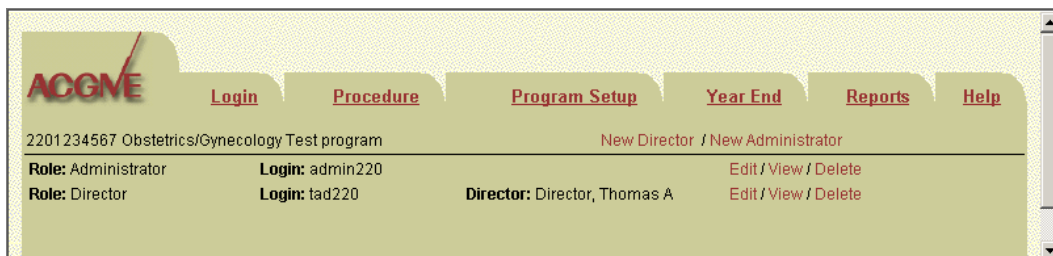 ACGME
Login Procedure Program Setup Year End Reports Help
2201234567 Obstetrics/Gynecology Test program New Director / New Administrator
Role: Administrator Login: admin220 Edit / View / Delete
Role: Director Login: tad220 Director: Director, Thomas A Edit / View / Delete